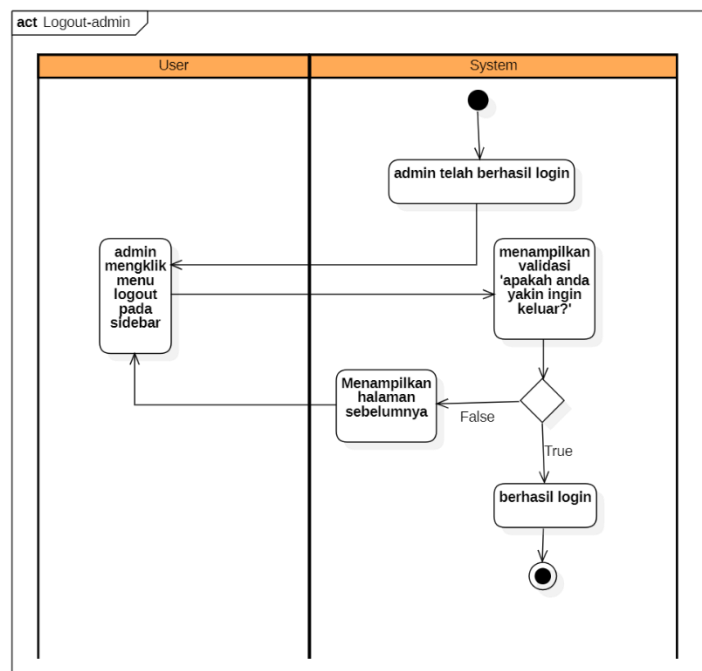 act Logout-admin
User
System
admin telah berhasil login
admin
mengklik
menu
logout
pada
sidebar
menampilkan
validasi
'apakah anda
yakin ingin
keluar?'
Menampilkan
halaman
sebelumnya
False
True
berhasil login